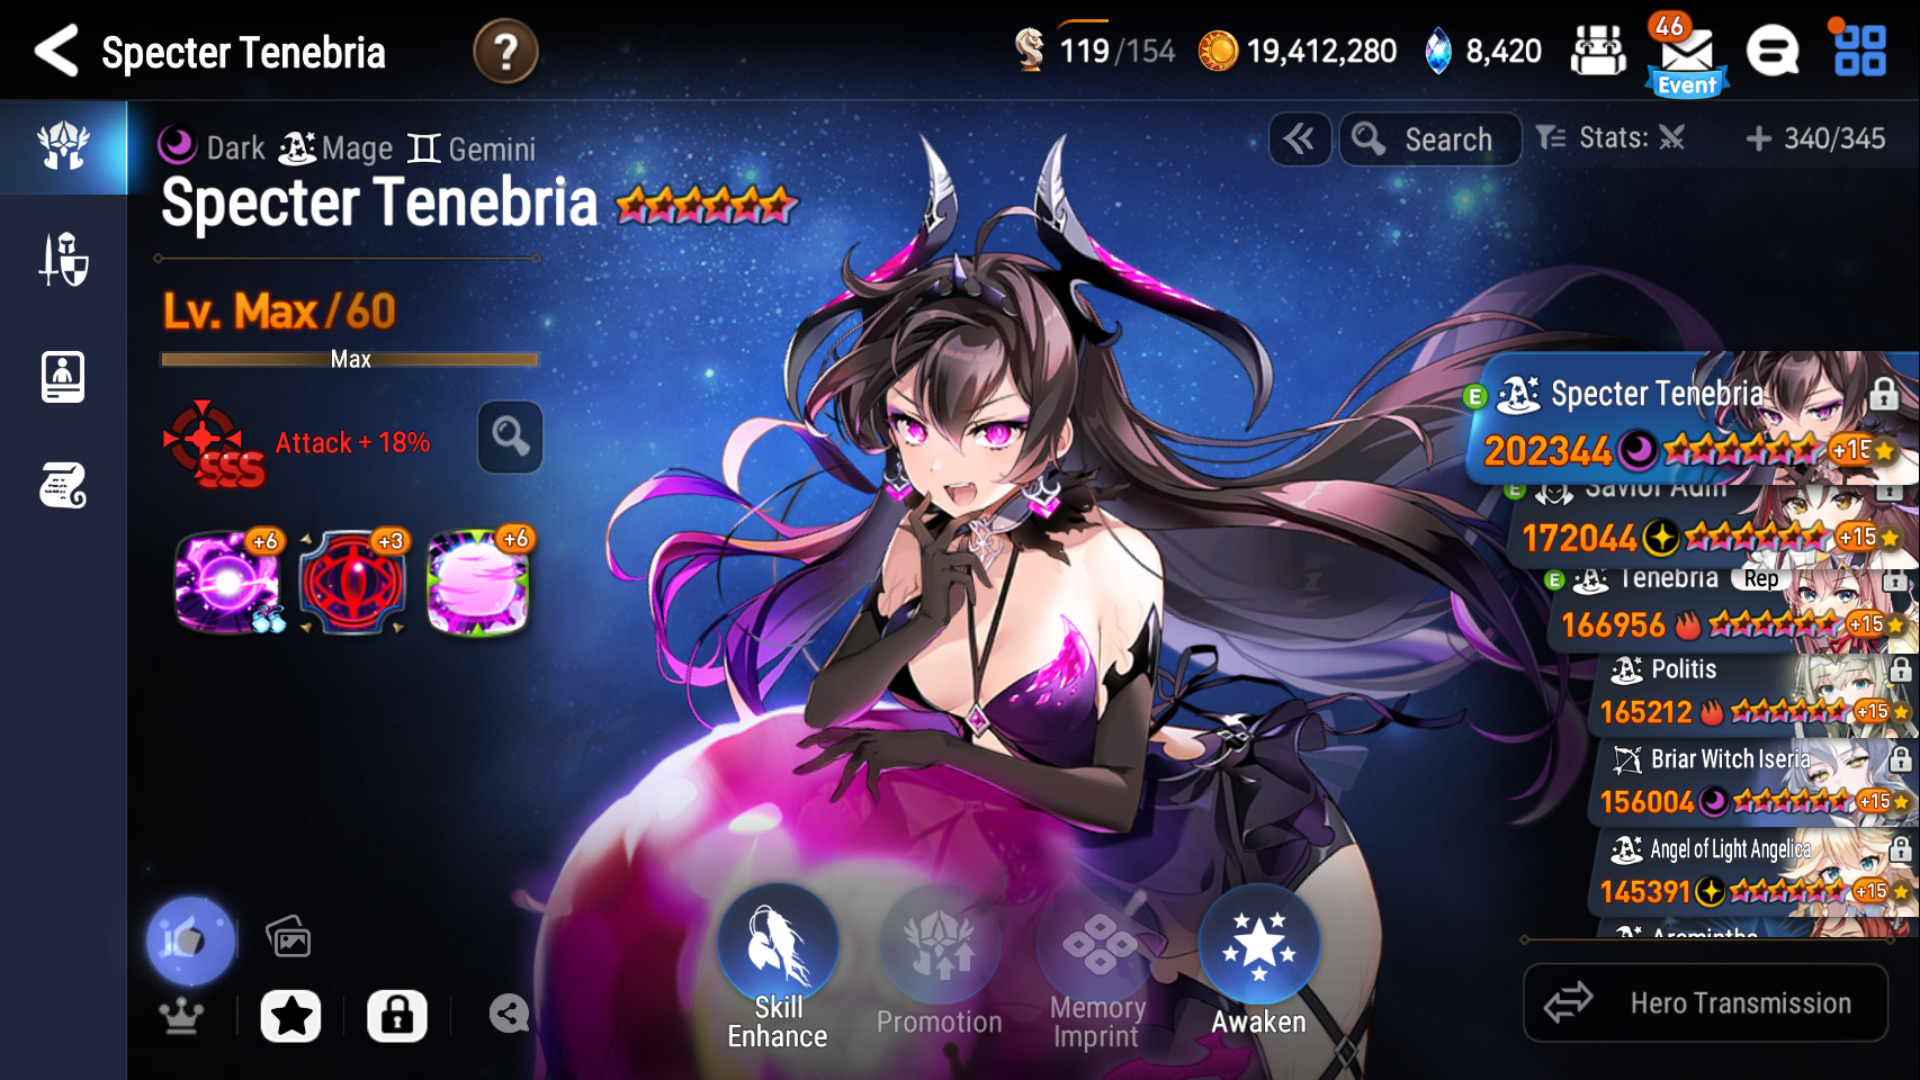 Specter Tenebria
?
119/154
19,412,280
8,420
46
Event
Dark
Mage
Gemini
Search
Stats:
+ 340/345
Specter Tenebria
Lv. Max/60
Max
SSS
Attack + 18%
+6
+3
+6
E
Specter Tenebria
202344
+15
E
Savior Adin
172044
+15
E
Tenebria
Rep
166956
+15
Politis
165212
+15
Briar Witch Iseria
156004
+15
Angel of Light Angelica
145391
+15
Aramintha
Skill
Enhance
Promotion
Memory
Imprint
Awaken
Hero Transmission